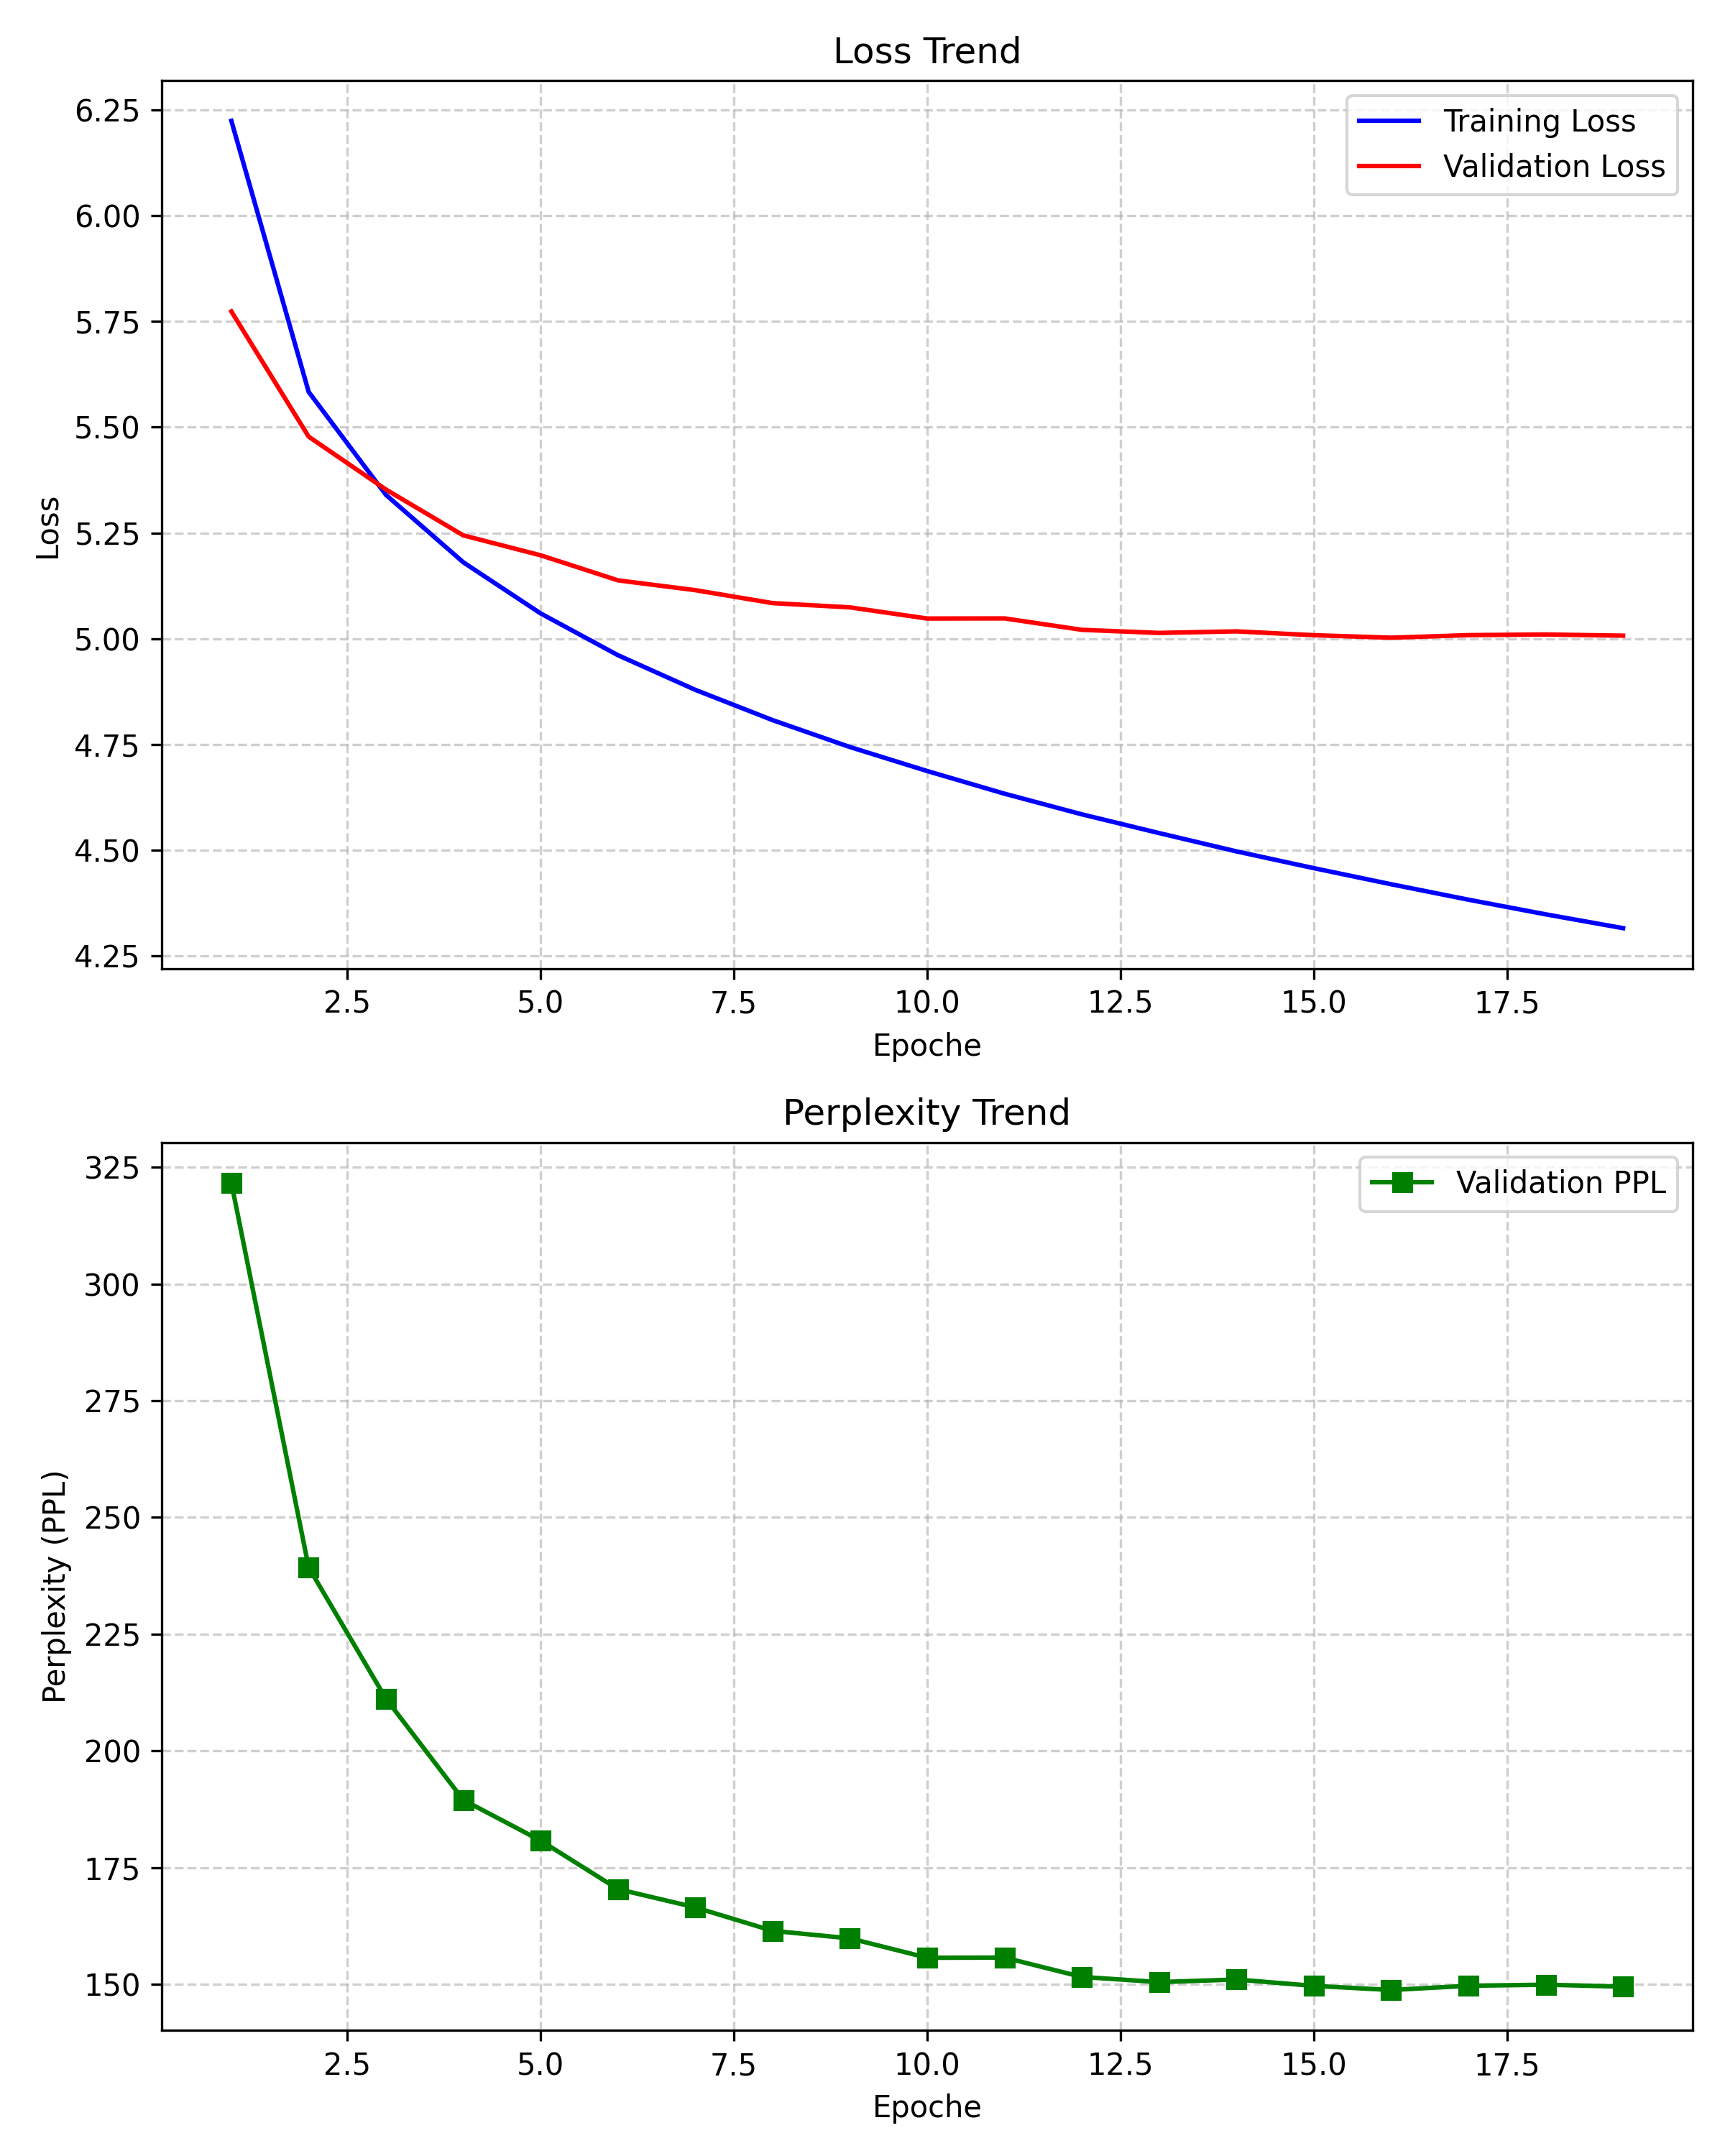 Loss Trend
6.25
6.00
5.75
5.50
5.25
5.00
4.75
4.50
4.25
Loss
Training Loss
Validation Loss
2.5 5.0 7.5 10.0 12.5 15.0 17.5
Epoche
Perplexity Trend
325
300
275
250
225
200
175
150
Perplexity (PPL)
Validation PPL
2.5 5.0 7.5 10.0 12.5 15.0 17.5
Epoche